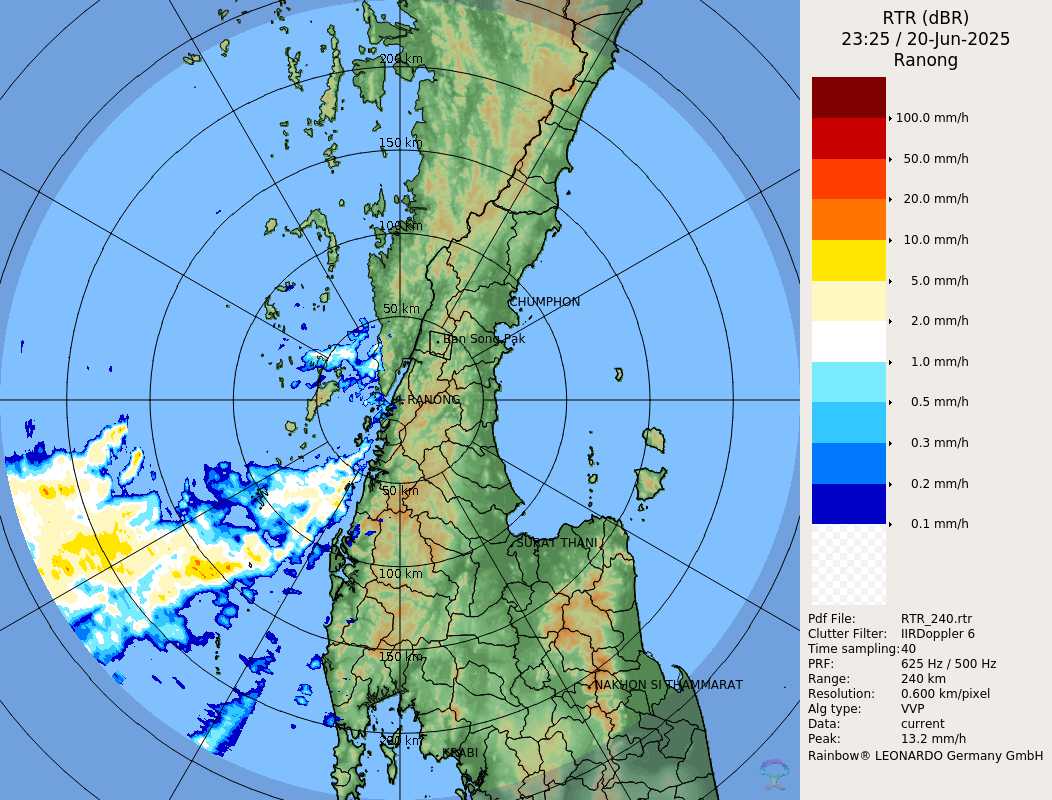 RTR (dBR)
23:25 / 20-Jun-2025
Ranong
100.0 mm/h
50.0 mm/h
20.0 mm/h
10.0 mm/h
5.0 mm/h
2.0 mm/h
1.0 mm/h
0.5 mm/h
0.3 mm/h
0.2 mm/h
0.1 mm/h
Pdf File: RTR_240.rtr
Clutter Filter: IIRDoppler 6
Time sampling: 40
PRF: 625 Hz / 500 Hz
Range: 240 km
Resolution: 0.600 km/pixel
Alg type: VVP
Data: current
Peak: 13.2 mm/h
Rainbow® LEONARDO Germany GmbH
200 km
150 km
100 km
CHUMPHON
50 km
Ban Song Pak
RANONG
50 km
SURAT THANI
100 km
150 km
NAKHON SI THAMMARAT
200 km
KRABI